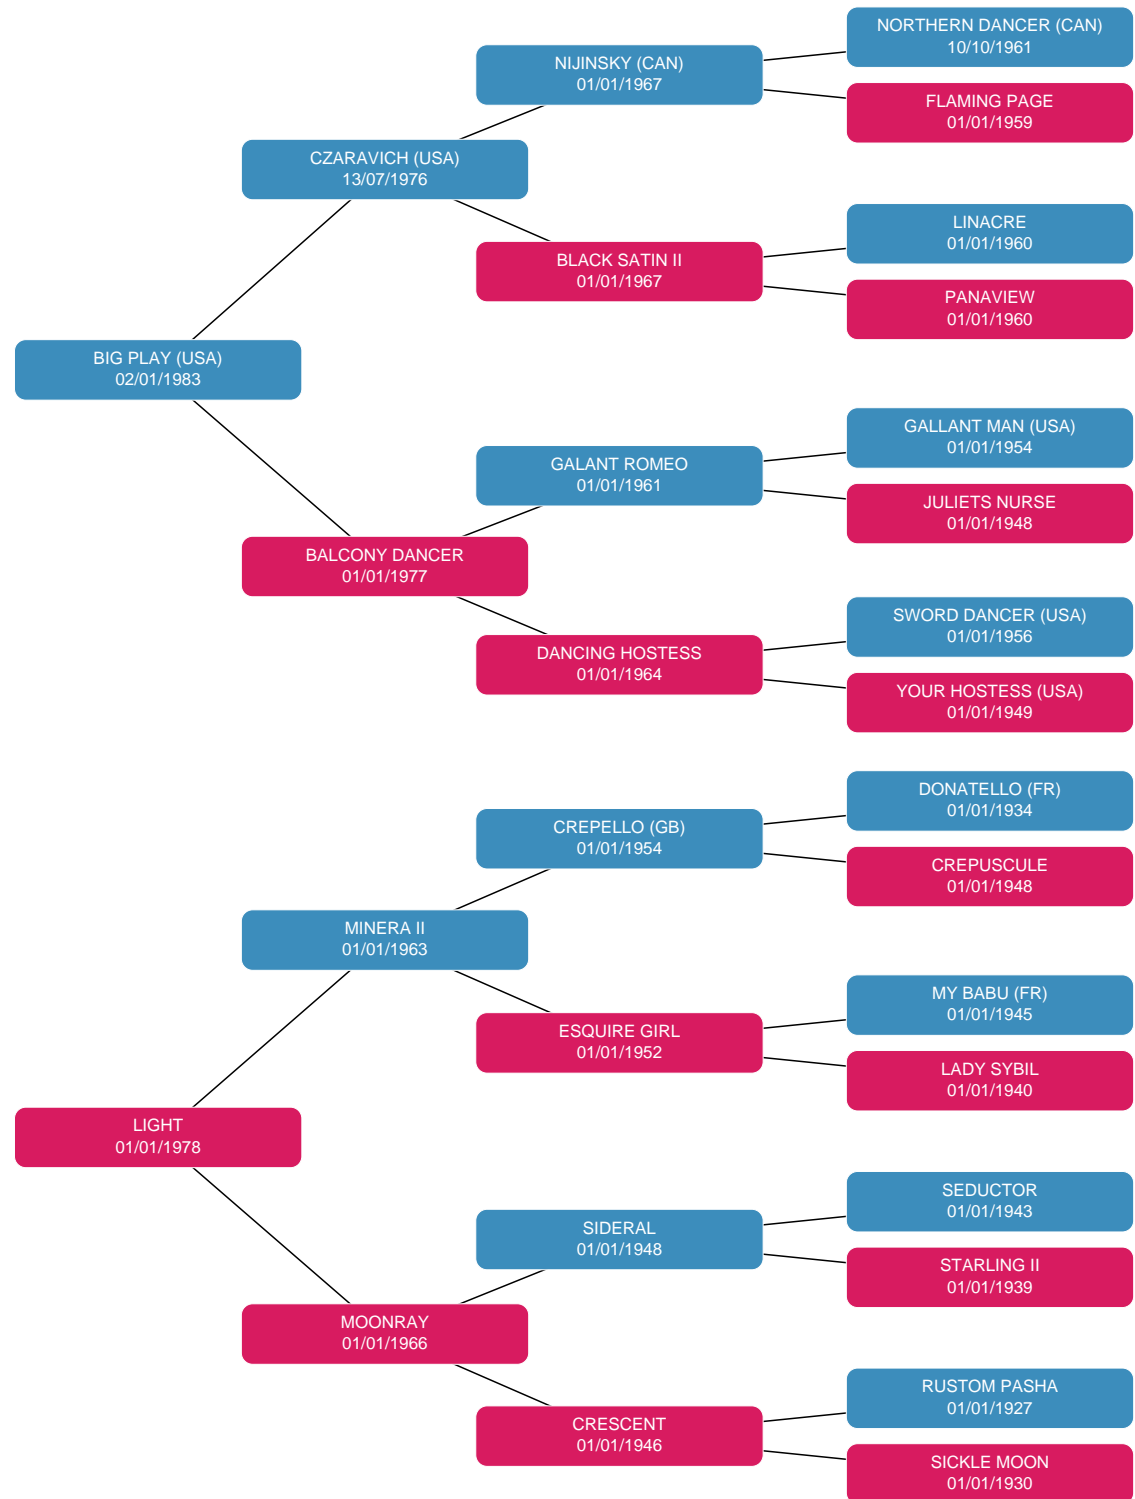 NORTHERN DANCER (CAN)
10/10/1961
NIJINSKY (CAN)
01/01/1967
FLAMING PAGE
01/01/1959
CZARAVICH (USA)
13/07/1976
LINACRE
01/01/1960
BLACK SATIN II
01/01/1967
PANAVIEW
01/01/1960
BIG PLAY (USA)
02/01/1983
GALLANT MAN (USA)
01/01/1954
GALANT ROMEO
01/01/1961
JULIETS NURSE
01/01/1948
BALCONY DANCER
01/01/1977
SWORD DANCER (USA)
01/01/1956
DANCING HOSTESS
01/01/1964
YOUR HOSTESS (USA)
01/01/1949
DONATELLO (FR)
01/01/1934
CREPELLO (GB)
01/01/1954
CREPUSCULE
01/01/1948
MINERA II
01/01/1963
MY BABU (FR)
01/01/1945
ESQUIRE GIRL
01/01/1952
LADY SYBIL
01/01/1940
LIGHT
01/01/1978
SEDUCTOR
01/01/1943
SIDERAL
01/01/1948
STARLING II
01/01/1939
MOONRAY
01/01/1966
RUSTOM PASHA
01/01/1927
CRESCENT
01/01/1946
SICKLE MOON
01/01/1930